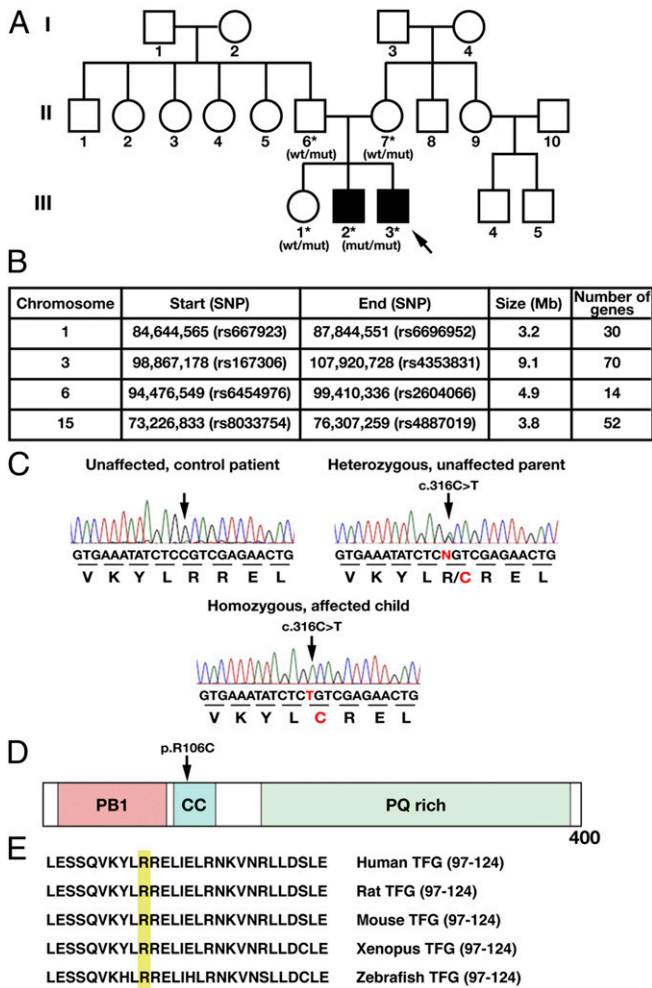 A
I
1
2
3
4
II
1
2
3
4
5
6*
7*
8
9
10
(wt/mut)
(wt/mut)
III
1*
2*
3*
4
5
(wt/mut)
(mut/mut)
B
Chromosome Start (SNP) End (SNP) Size (Mb) Number of genes
1 84,644,565 (rs667923) 87,844,551 (rs6696952) 3.2 30
3 98,867,178 (rs167306) 107,920,728 (rs4353831) 9.1 70
6 94,476,549 (rs6454976) 99,410,336 (rs2604066) 4.9 14
15 73,226,833 (rs8033754) 76,307,259 (rs4887019) 3.8 52
C
Unaffected, control patient
Heterozygous, unaffected parent
c.316C>T
GTGAAATATCTCCGTCGAGAACTG
GTGAAATATCTCNGTCGAGAACTG
V K Y L R R E L
V K Y L R/C R E L
Homozygous, affected child
c.316C>T
GTGAAATATCTCTGTCGAGAACTG
V K Y L C R E L
D
p.R106C
PB1
CC
PQ rich
400
E
LESSQVKYLRRELIELRNKVNRLLDSLE Human TFG (97-124)
LESSQVKYLRRELIELRNKVNRLLDSLE Rat TFG (97-124)
LESSQVKYLRRELIELRNKVNRLLDSLE Mouse TFG (97-124)
LESSQVKYLRRELIELRNKVNRLLDCLE Xenopus TFG (97-124)
LESSQVKHLRRELIHLRNKVNSLLDCLE Zebrafish TFG (97-124)